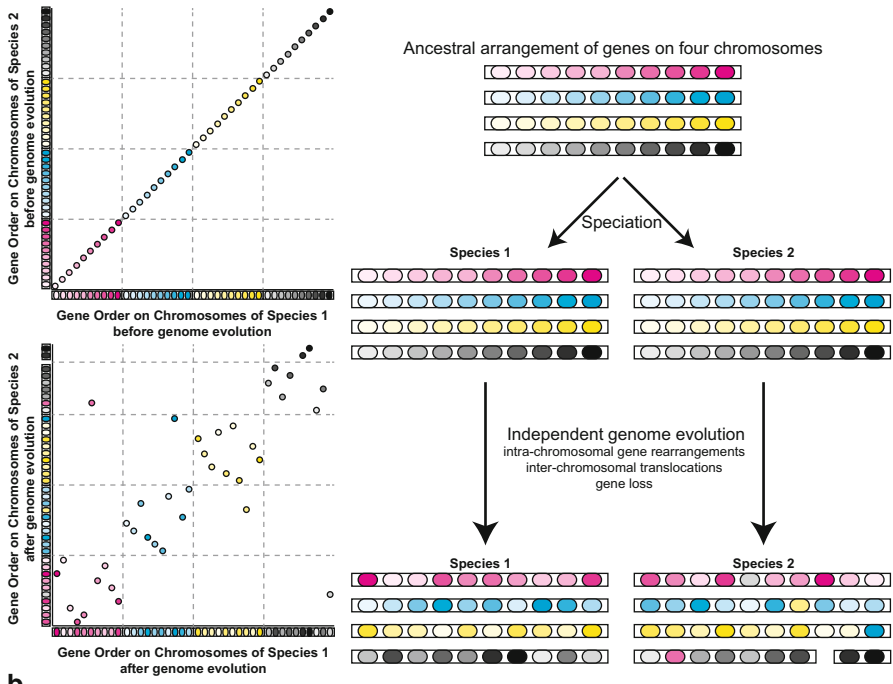 Gene Order on Chromosomes of Species 2
before genome evolution
Gene Order on Chromosomes of Species 1
before genome evolution
Gene Order on Chromosomes of Species 2
after genome evolution
Gene Order on Chromosomes of Species 1
after genome evolution
b
Ancestral arrangement of genes on four chromosomes
Speciation
Species 1
Species 2
Independent genome evolution
intra-chromosomal gene rearrangements
inter-chromosomal translocations
gene loss
Species 1
Species 2